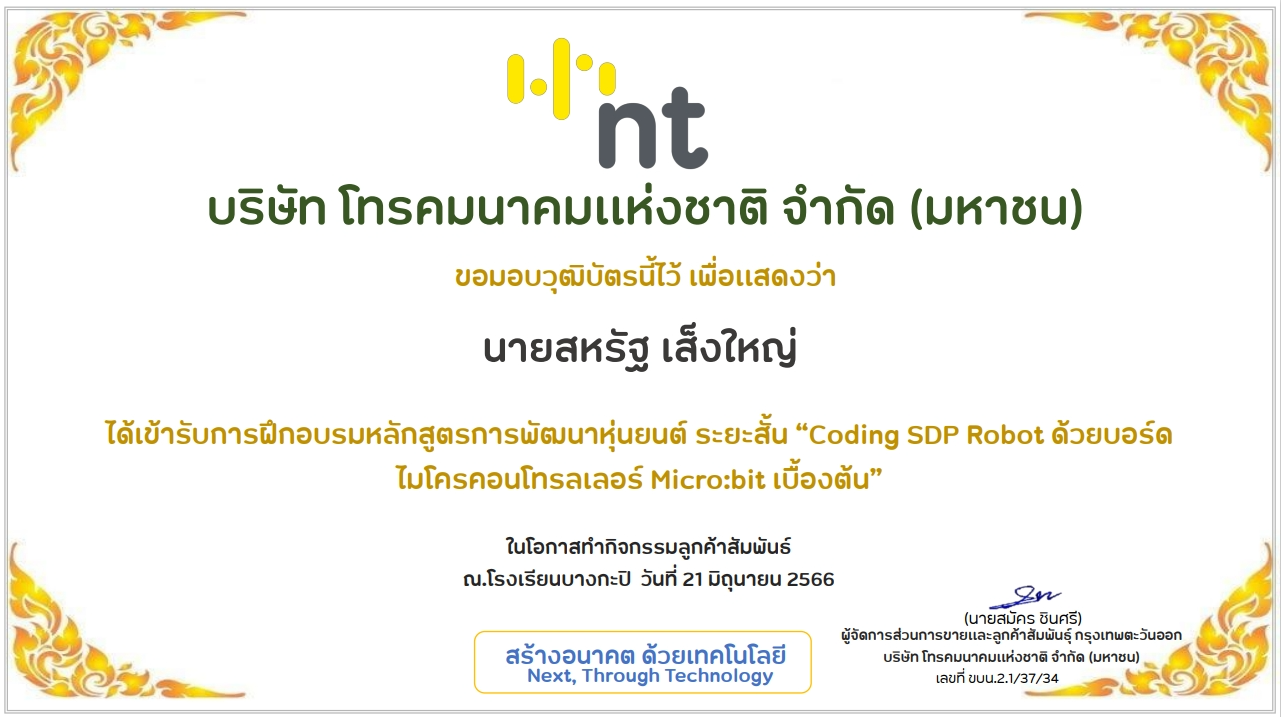 nt
บริษัท โทรคมนาคมแห่งชาติ จำกัด (มหาชน)
ขอมอบวุฒิบัตรนี้ไว้ เพื่อแสดงว่า
นายสหรัฐ เส็งใหญ่
ได้เข้ารับการฝึกอบรมหลักสูตรการพัฒนาหุ่นยนต์ ระยะสั้น “Coding SDP Robot ด้วยบอร์ด
ไมโครคอนโทรลเลอร์ Micro:bit เบื้องต้น”
ในโอกาสทำกิจกรรมลูกค้าสัมพันธ์
ณ.โรงเรียนบางกะปิ วันที่ 21 มิถุนายน 2566
(นายสมัคร ชินศรี)
ผู้จัดการส่วนการขายและลูกค้าสัมพันธุ์ กรุงเทพตะวันออก
บริษัท โทรคมนาคมแห่งชาติ จำกัด (มหาชน)
เลขที่ ขบน.2.1/37/34
สร้างอนาคต ด้วยเทคโนโลยี
Next, Through Technology